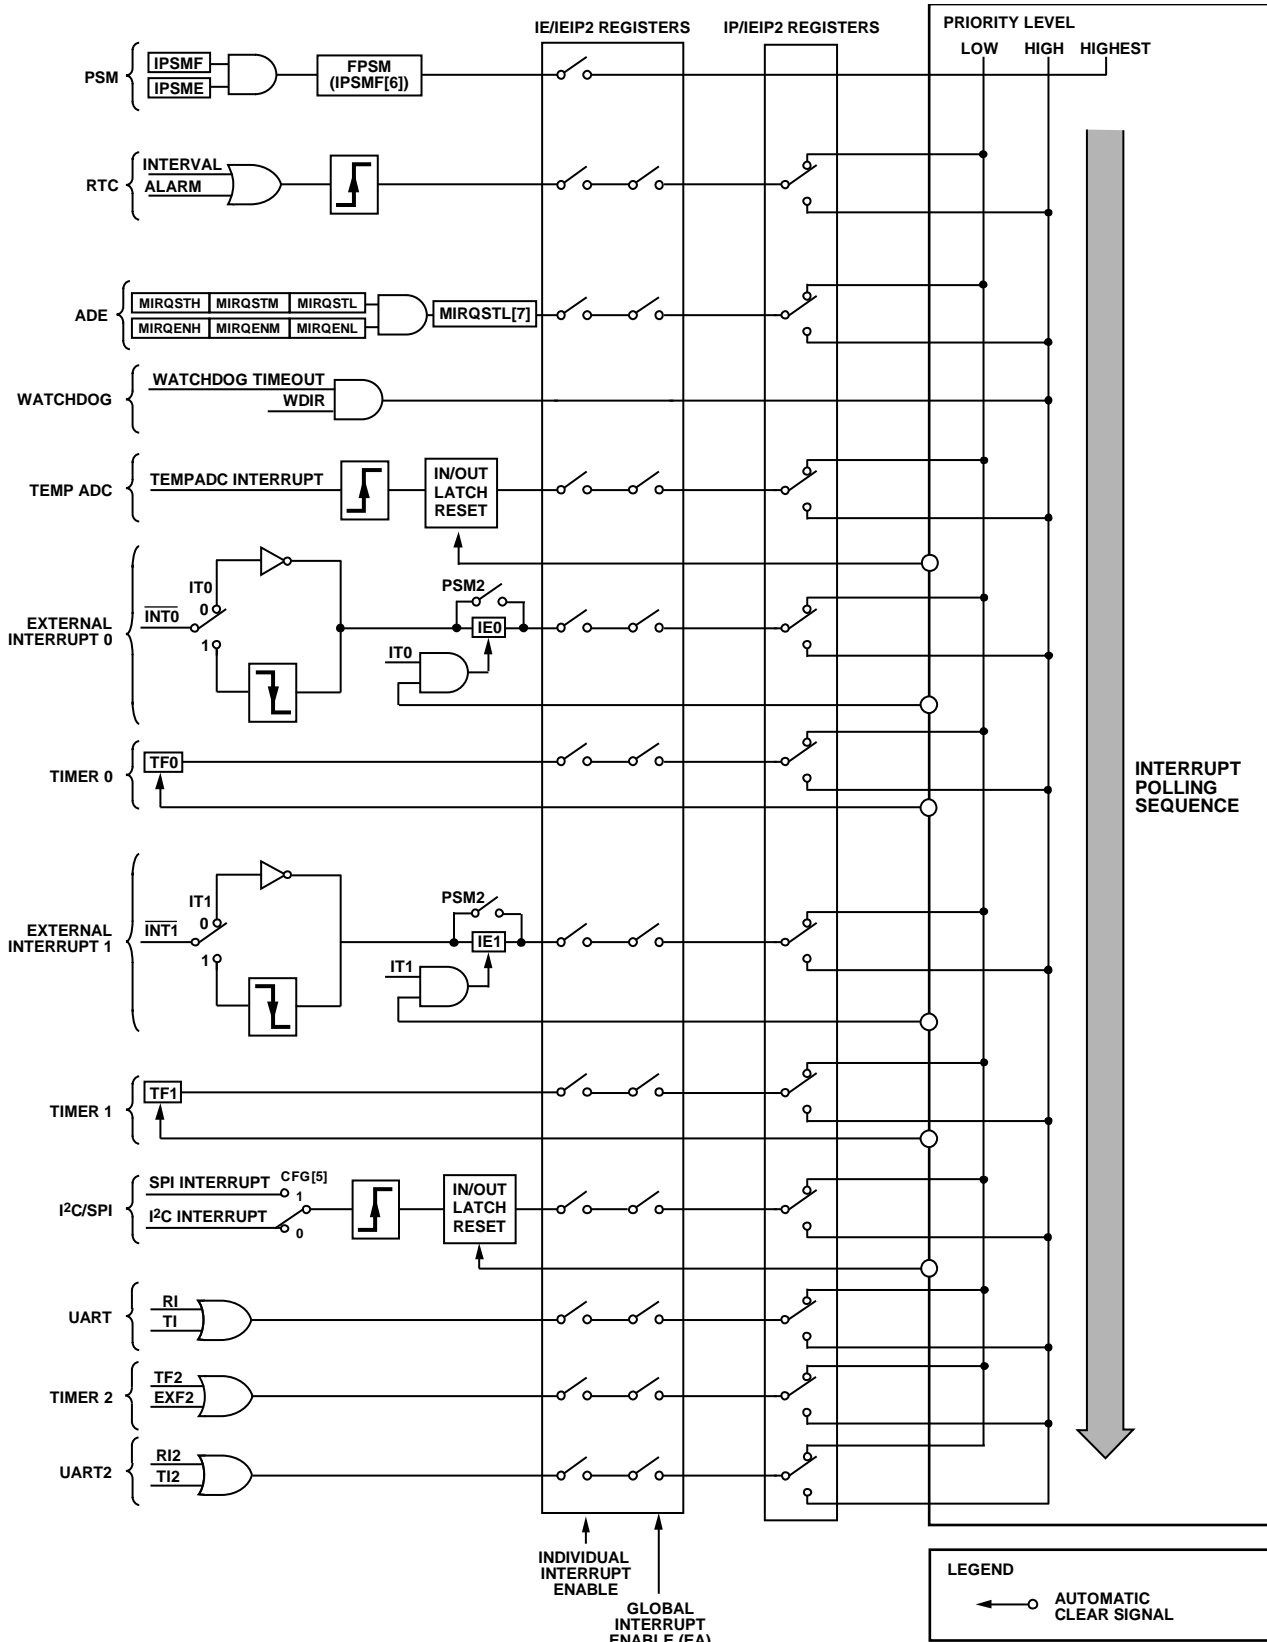 IE/IEIP2 REGISTERS
IP/IEIP2 REGISTERS
PRIORITY LEVEL
LOW HIGH HIGHEST
PSM
IPSMF
IPSME
FPSM
(IPSMF[6])
RTC
INTERVAL
ALARM
ADE
MIRQSTH MIRQSTM MIRQSTL
MIRQENH MIRQENM MIRQENL
MIRQSTL[7]
WATCHDOG
WATCHDOG TIMEOUT
WDIR
TEMP ADC
TEMPADC INTERRUPT
IN/OUT
LATCH
RESET
EXTERNAL
INTERRUPT 0
INT0
IT0
0
1
PSM2
IE0
IT0
TIMER 0
TF0
INTERRUPT
POLLING
SEQUENCE
EXTERNAL
INTERRUPT 1
INT1
IT1
0
1
PSM2
IE1
IT1
TIMER 1
TF1
I2C/SPI
SPI INTERRUPT
I2C INTERRUPT
CFG[5]
1
0
IN/OUT
LATCH
RESET
UART
RI
TI
TIMER 2
TF2
EXF2
UART2
RI2
TI2
INDIVIDUAL
INTERRUPT
ENABLE
GLOBAL
INTERRUPT
ENABLE (EA)
LEGEND
AUTOMATIC
CLEAR SIGNAL